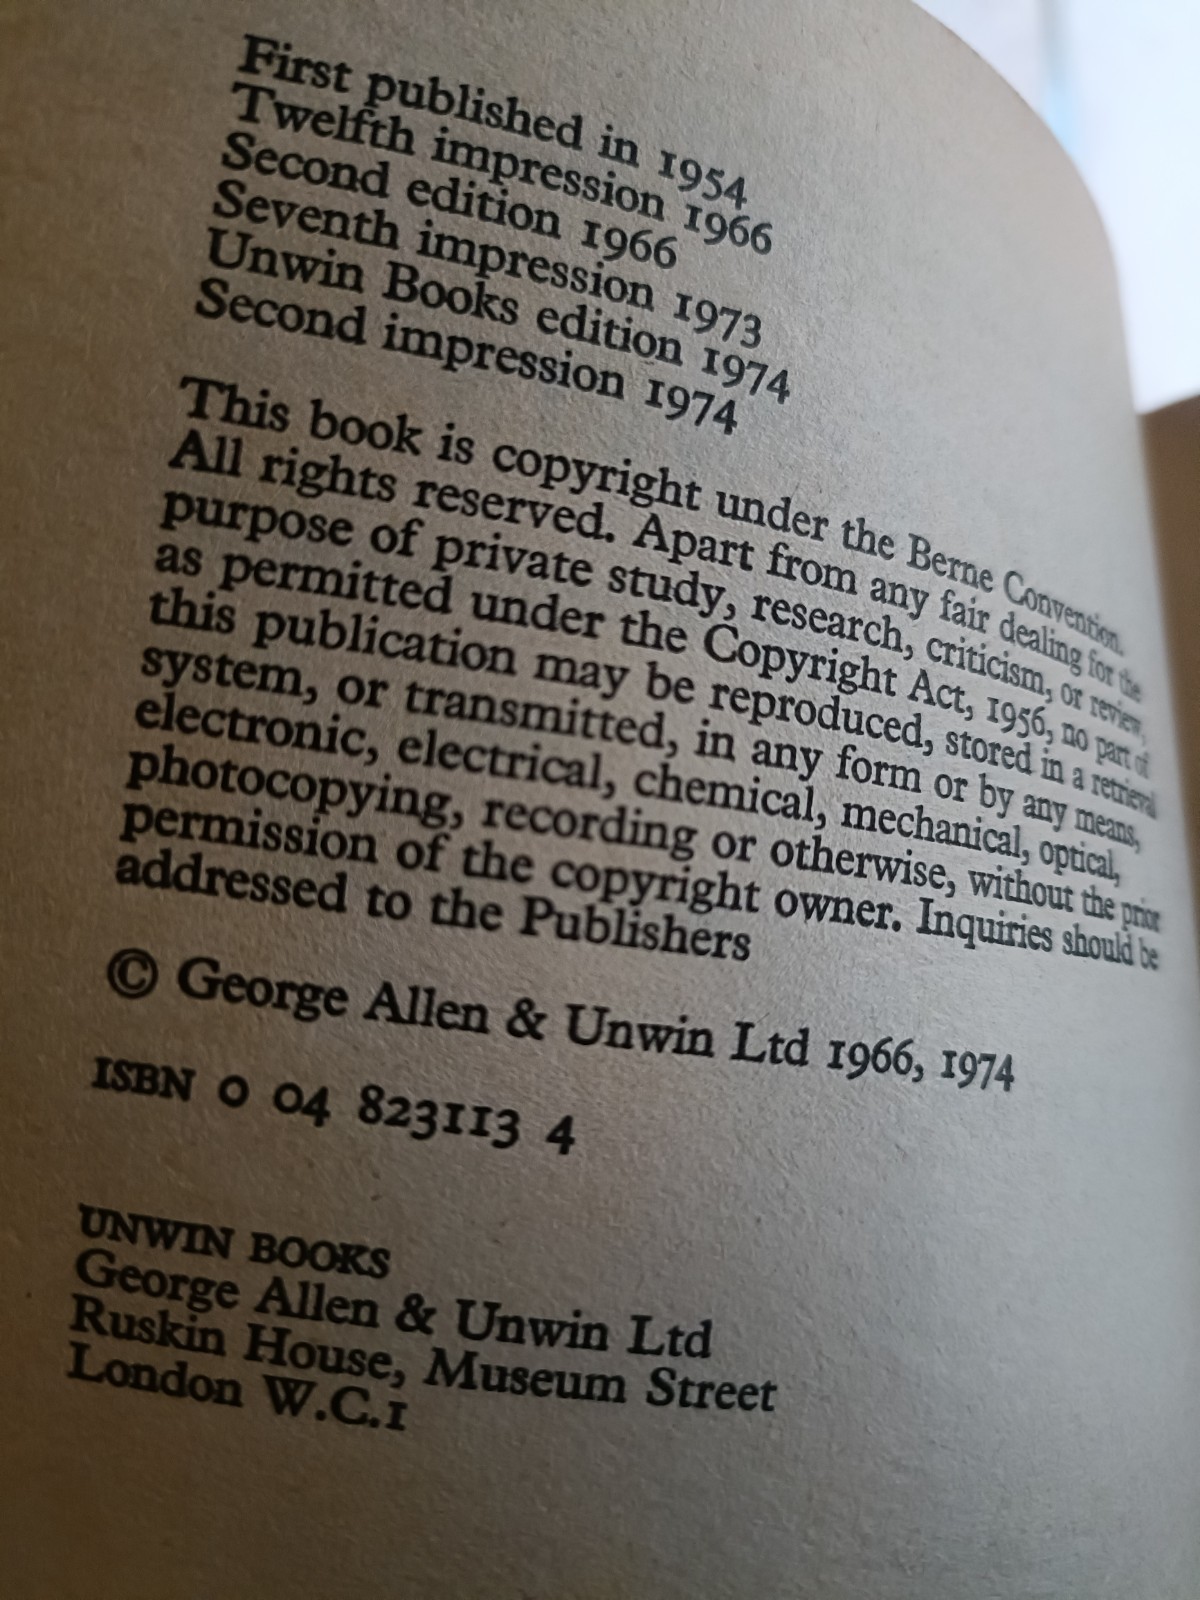 First published in 1954
Twelfth impression 1966
Second edition 1966
Seventh impression 1973
Unwin Books edition 1974
Second impression 1974
This book is copyright under the Berne Convention.
All rights reserved. Apart from any fair dealing for the
purpose of private study, research, criticism, or review,
as permitted under the Copyright Act, 1956, no part of
this publication may be reproduced, stored in a retrieval
system, or transmitted, in any form or by any means,
electronic, electrical, chemical, mechanical, optical,
photocopying, recording or otherwise, without the prior
permission of the copyright owner. Inquiries should be
addressed to the Publishers
© George Allen & Unwin Ltd 1966, 1974
ISBN 0 04 823113 4
UNWIN BOOKS
George Allen & Unwin Ltd
Ruskin House, Museum Street
London W.C.1